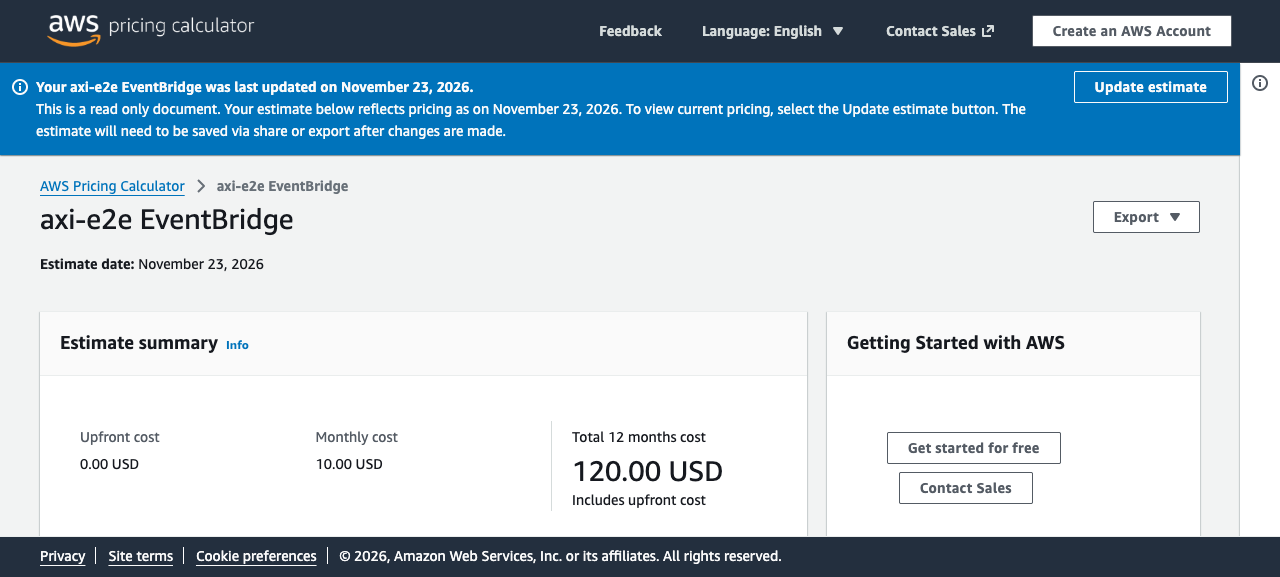 aws pricing calculator
Feedback
Language: English
Contact Sales
Create an AWS Account
Your axi-e2e EventBridge was last updated on November 23, 2026.
This is a read only document. Your estimate below reflects pricing as on November 23, 2026. To view current pricing, select the Update estimate button. The
estimate will need to be saved via share or export after changes are made.
Update estimate
AWS Pricing Calculator
axi-e2e EventBridge
axi-e2e EventBridge
Export
Estimate date: November 23, 2026
Estimate summary Info
Upfront cost
0.00 USD
Monthly cost
10.00 USD
Total 12 months cost
120.00 USD
Includes upfront cost
Getting Started with AWS
Get started for free
Contact Sales
Privacy
Site terms
Cookie preferences
© 2026, Amazon Web Services, Inc. or its affiliates. All rights reserved.